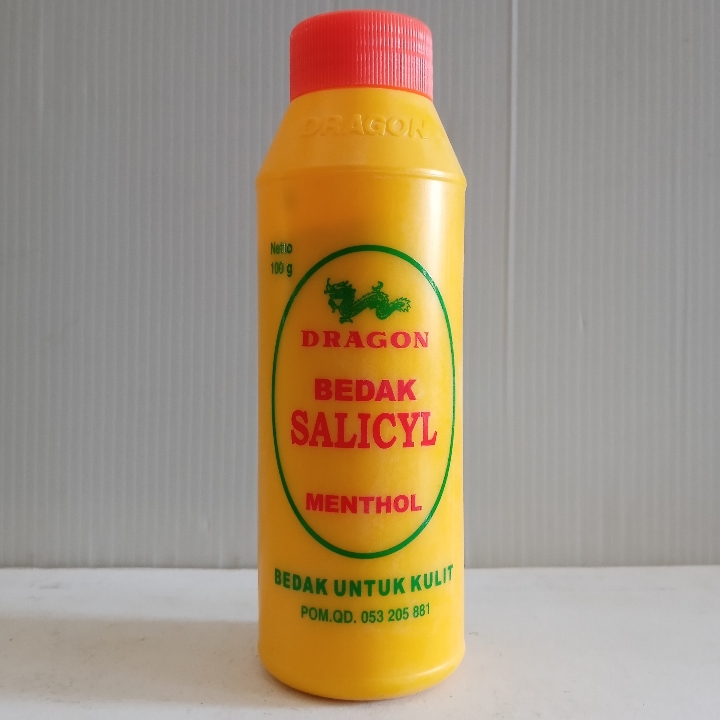 DRAGON
Netto
100 g
DRAGON
BEDAK
SALICYL
MENTHOL
BEDAK UNTUK KULIT
POM.QD. 053 205 881